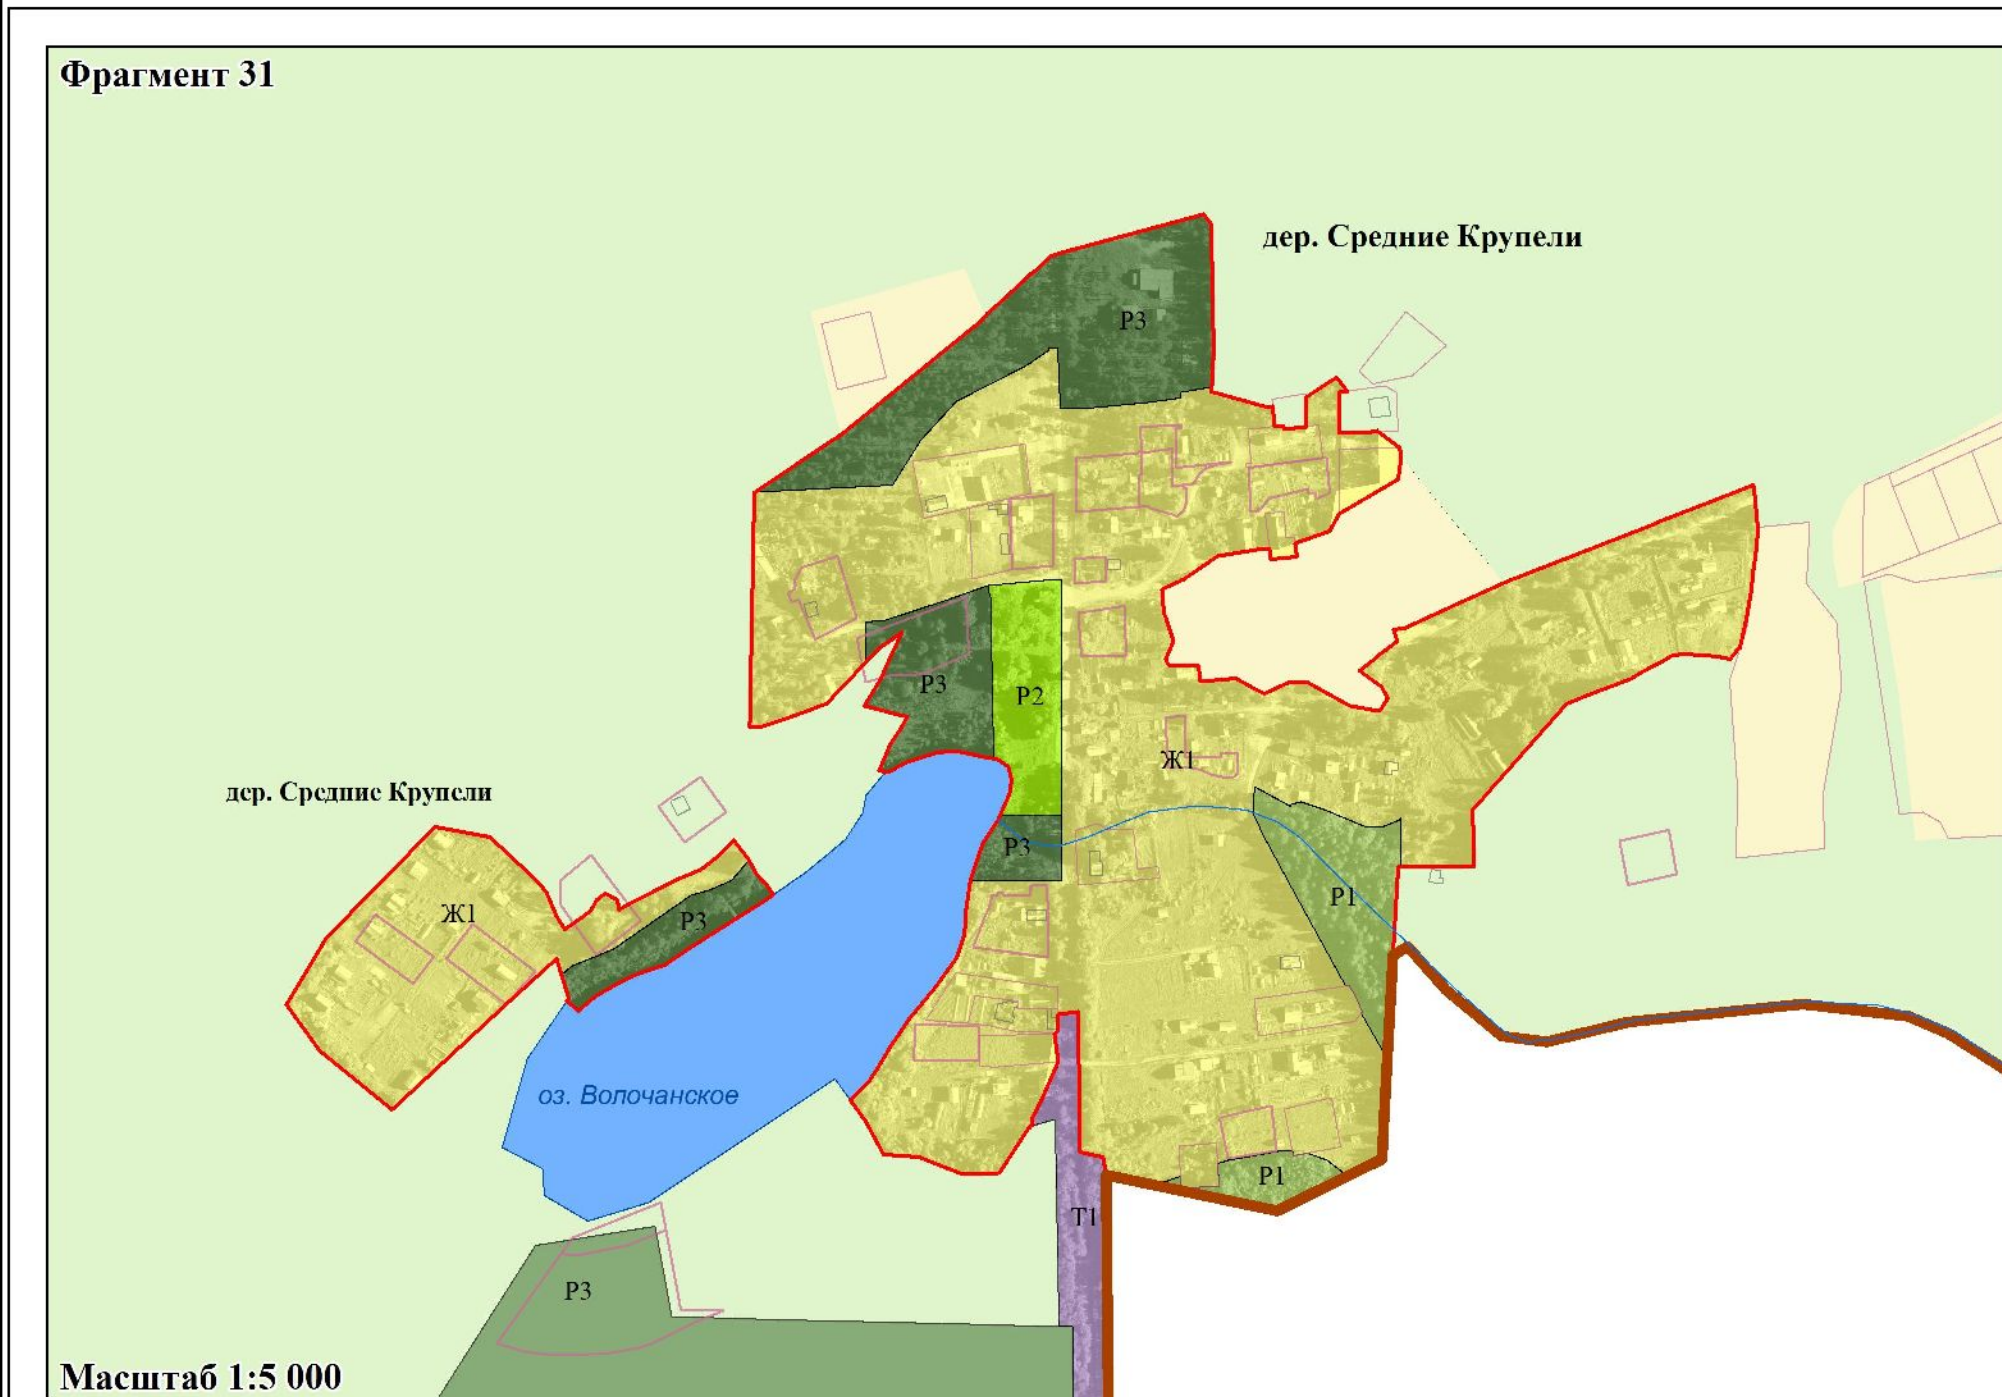 Фрагмент 31
дер. Средние Крупели
Р3
Р3
Р2
Ж1
дер. Средние Крупели
Р3
Р1
Ж1
Р3
оз. Волочанское
Р1
Т1
Р3
Масштаб 1:5 000